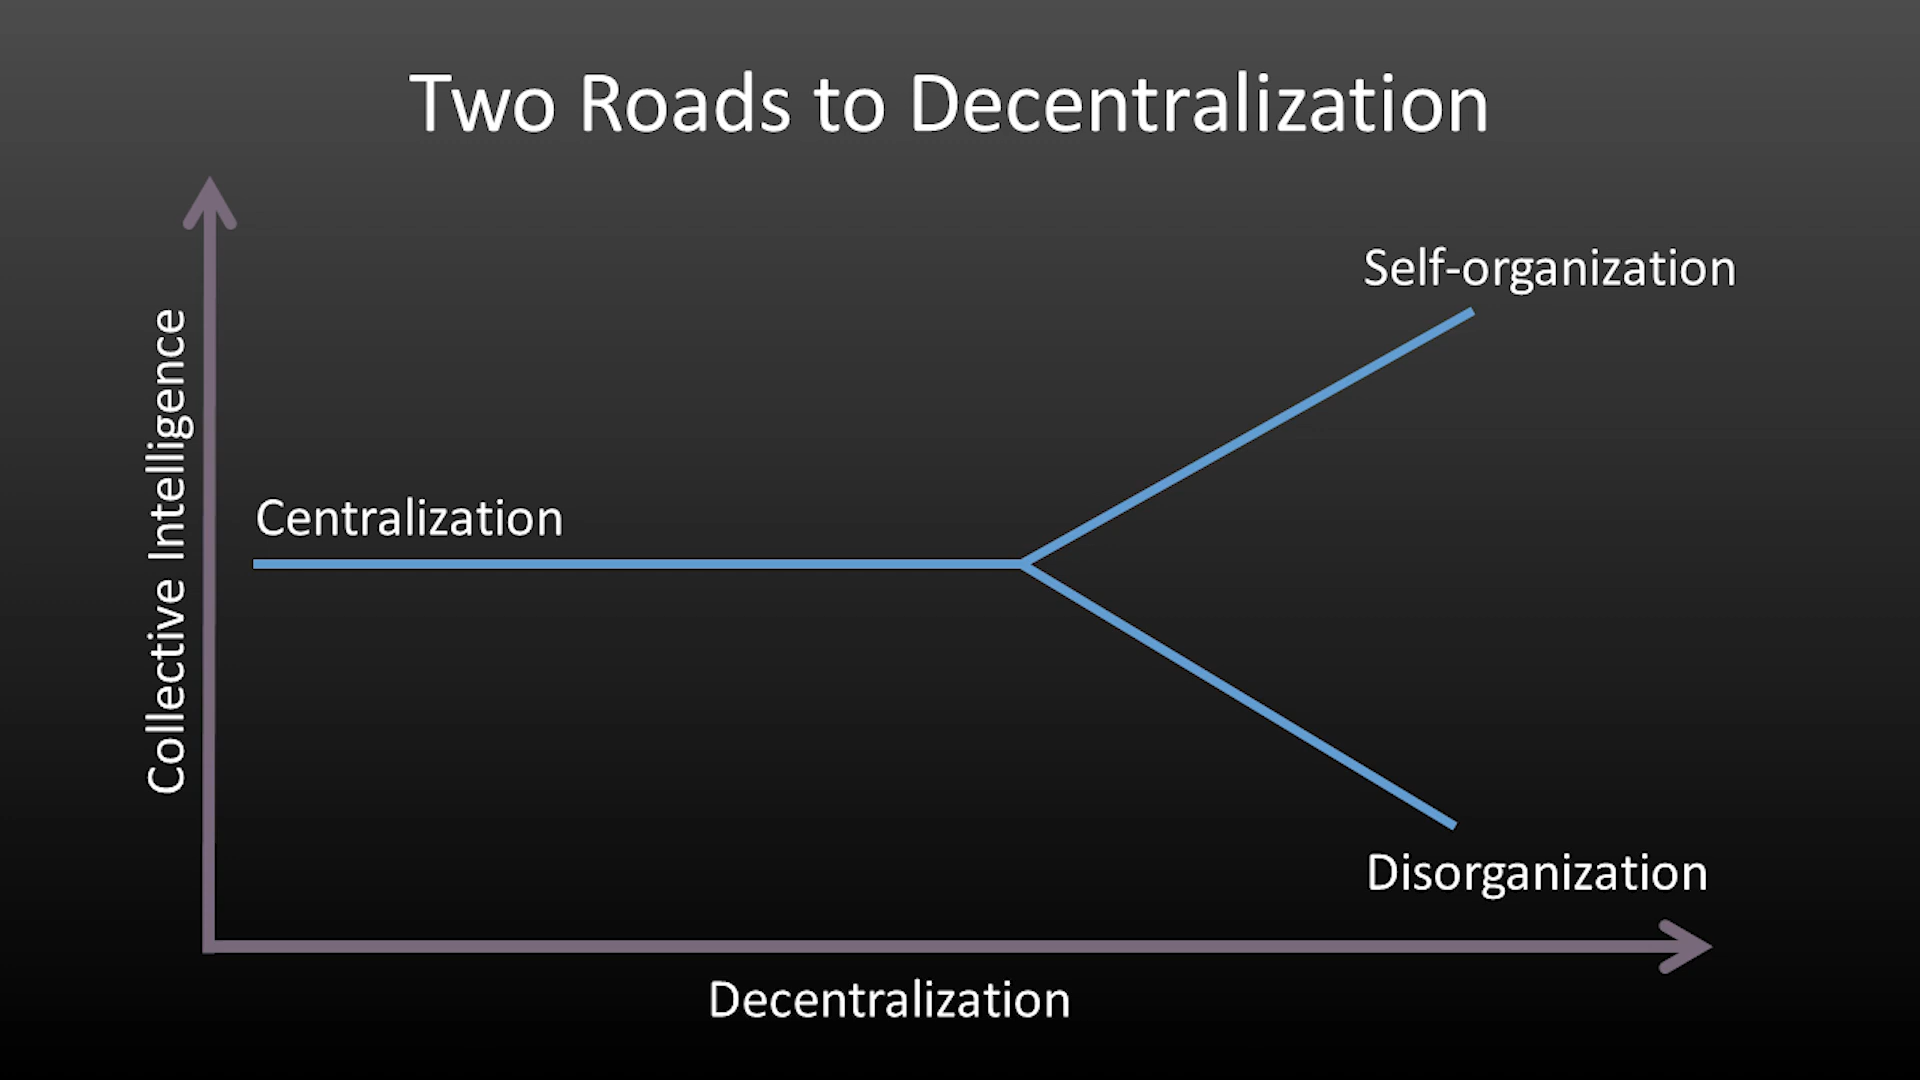 Two Roads to Decentralization
Self-organization
Collective Intelligence
Centralization
Disorganization
Decentralization